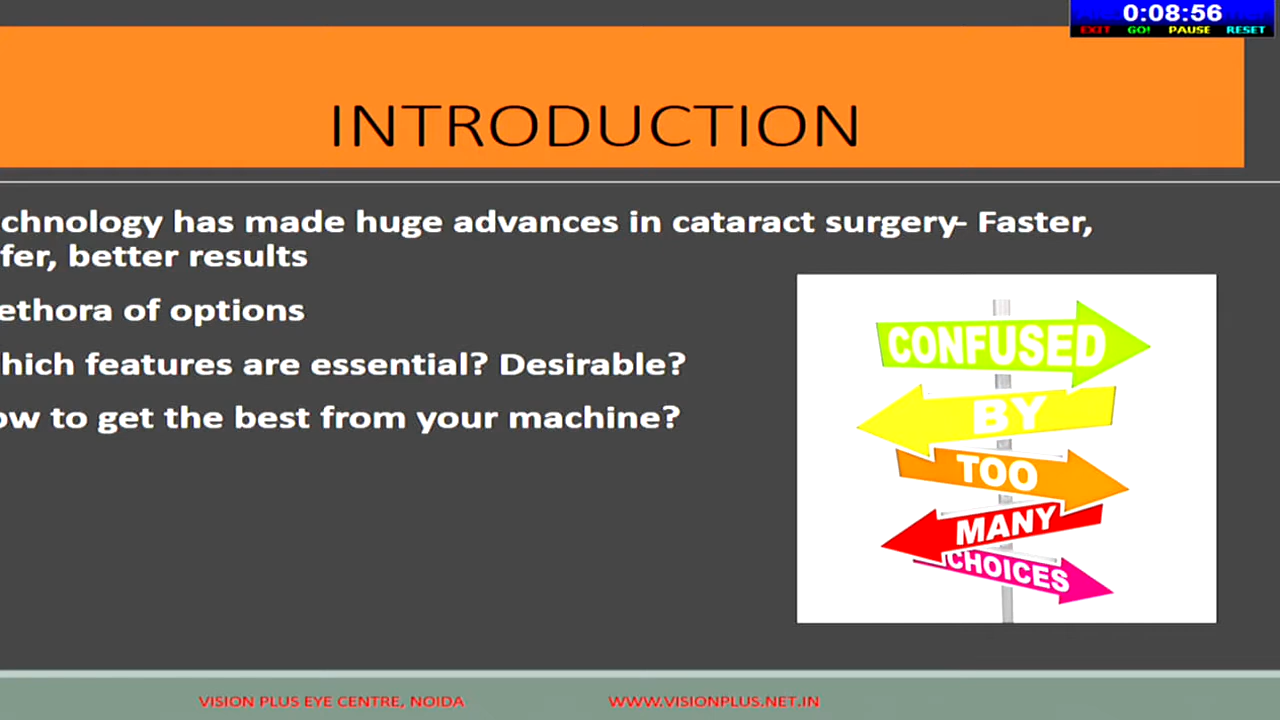 0:08:56
EXIT GO! PAUSE RESET
INTRODUCTION
chnology has made huge advances in cataract surgery- Faster,
fer, better results
ethora of options
hich features are essential? Desirable?
ow to get the best from your machine?
CONFUSED
BY
TOO
MANY
CHOICES
VISION PLUS EYE CENTRE, NOIDA
WWW.VISIONPLUS.NET.IN